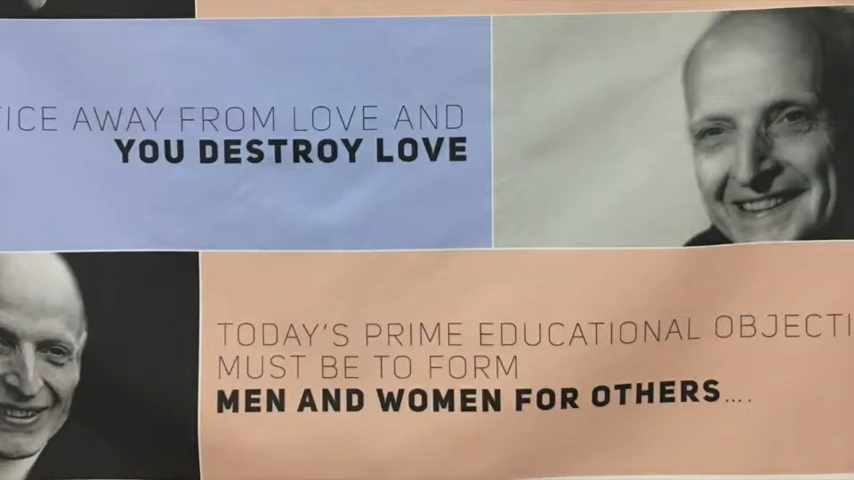 AWAY FROM LOVE AND
YOU DESTROY LOVE
TODAY'S PRIME EDUCATIONAL
MUST BE TO FORM
MEN AND WOMEN FOR OTHERS....